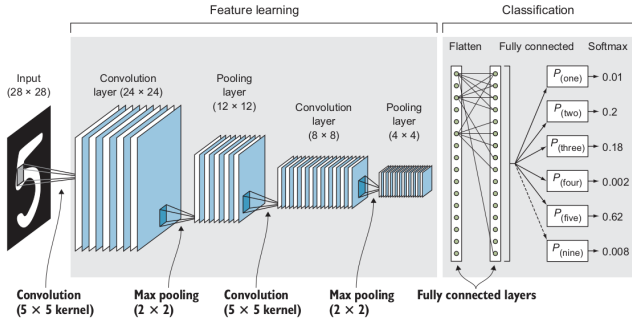 Feature learning
Classification
Flatten
Fully connected
Softmax
Input
(28 × 28)
Convolution
layer (24 × 24)
Pooling
layer
(12 × 12)
Convolution
layer
(8 × 8)
Pooling
layer
(4 × 4)
P(one) 0.01
P(two) 0.2
P(three) 0.18
P(four) 0.002
P(five) 0.62
P(nine) 0.008
Convolution
(5 × 5 kernel)
Max pooling
(2 × 2)
Convolution
(5 × 5 kernel)
Max pooling
(2 × 2)
Fully connected layers
5